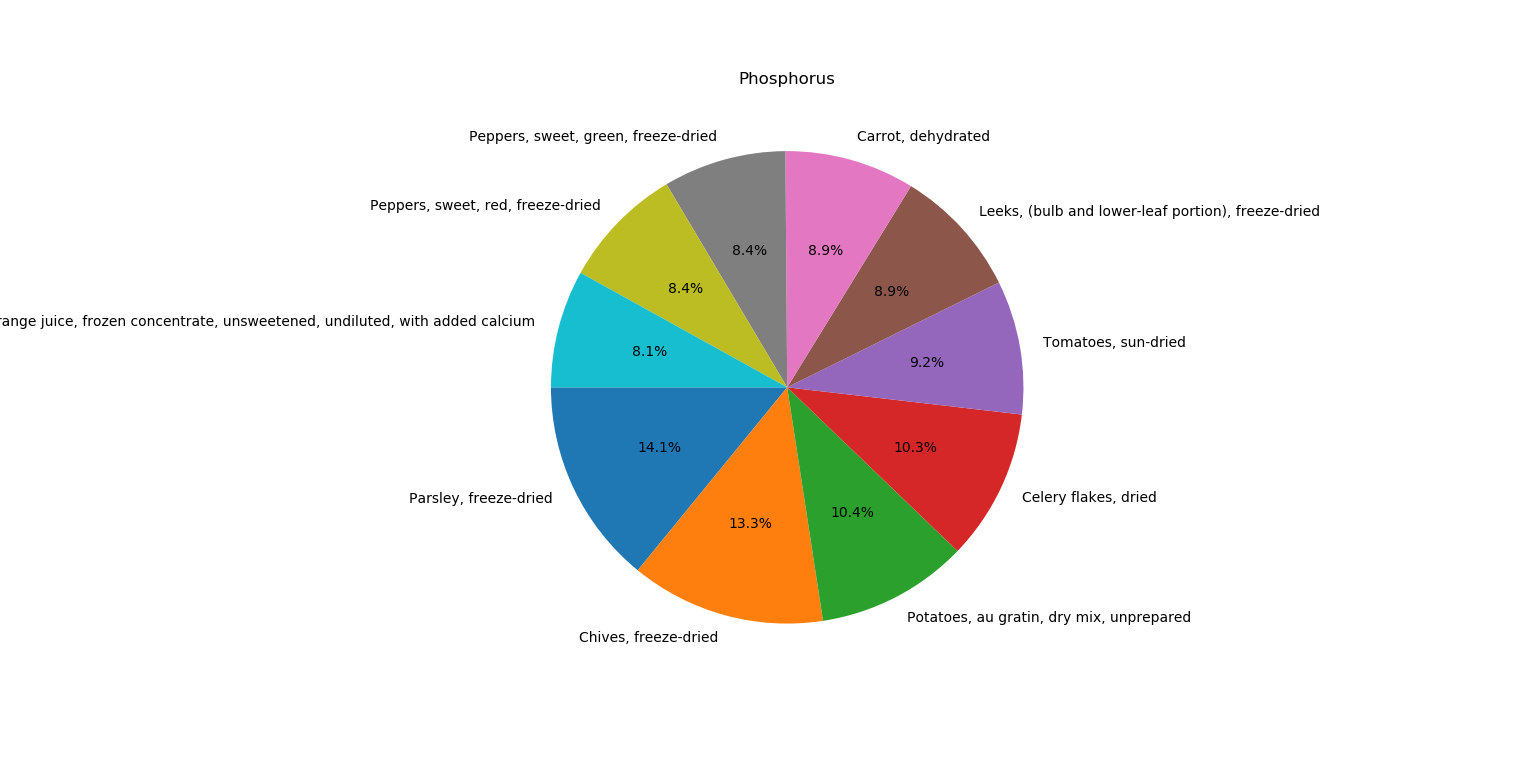 Phosphorus
Peppers, sweet, green, freeze-dried
Carrot, dehydrated
Peppers, sweet, red, freeze-dried
Leeks, (bulb and lower-leaf portion), freeze-dried
8.4%
8.9%
8.4%
8.9%
range juice, frozen concentrate, unsweetened, undiluted, with added calcium
Tomatoes, sun-dried
8.1%
9.2%
14.1%
10.3%
Parsley, freeze-dried
Celery flakes, dried
13.3%
10.4%
Potatoes, au gratin, dry mix, unprepared
Chives, freeze-dried